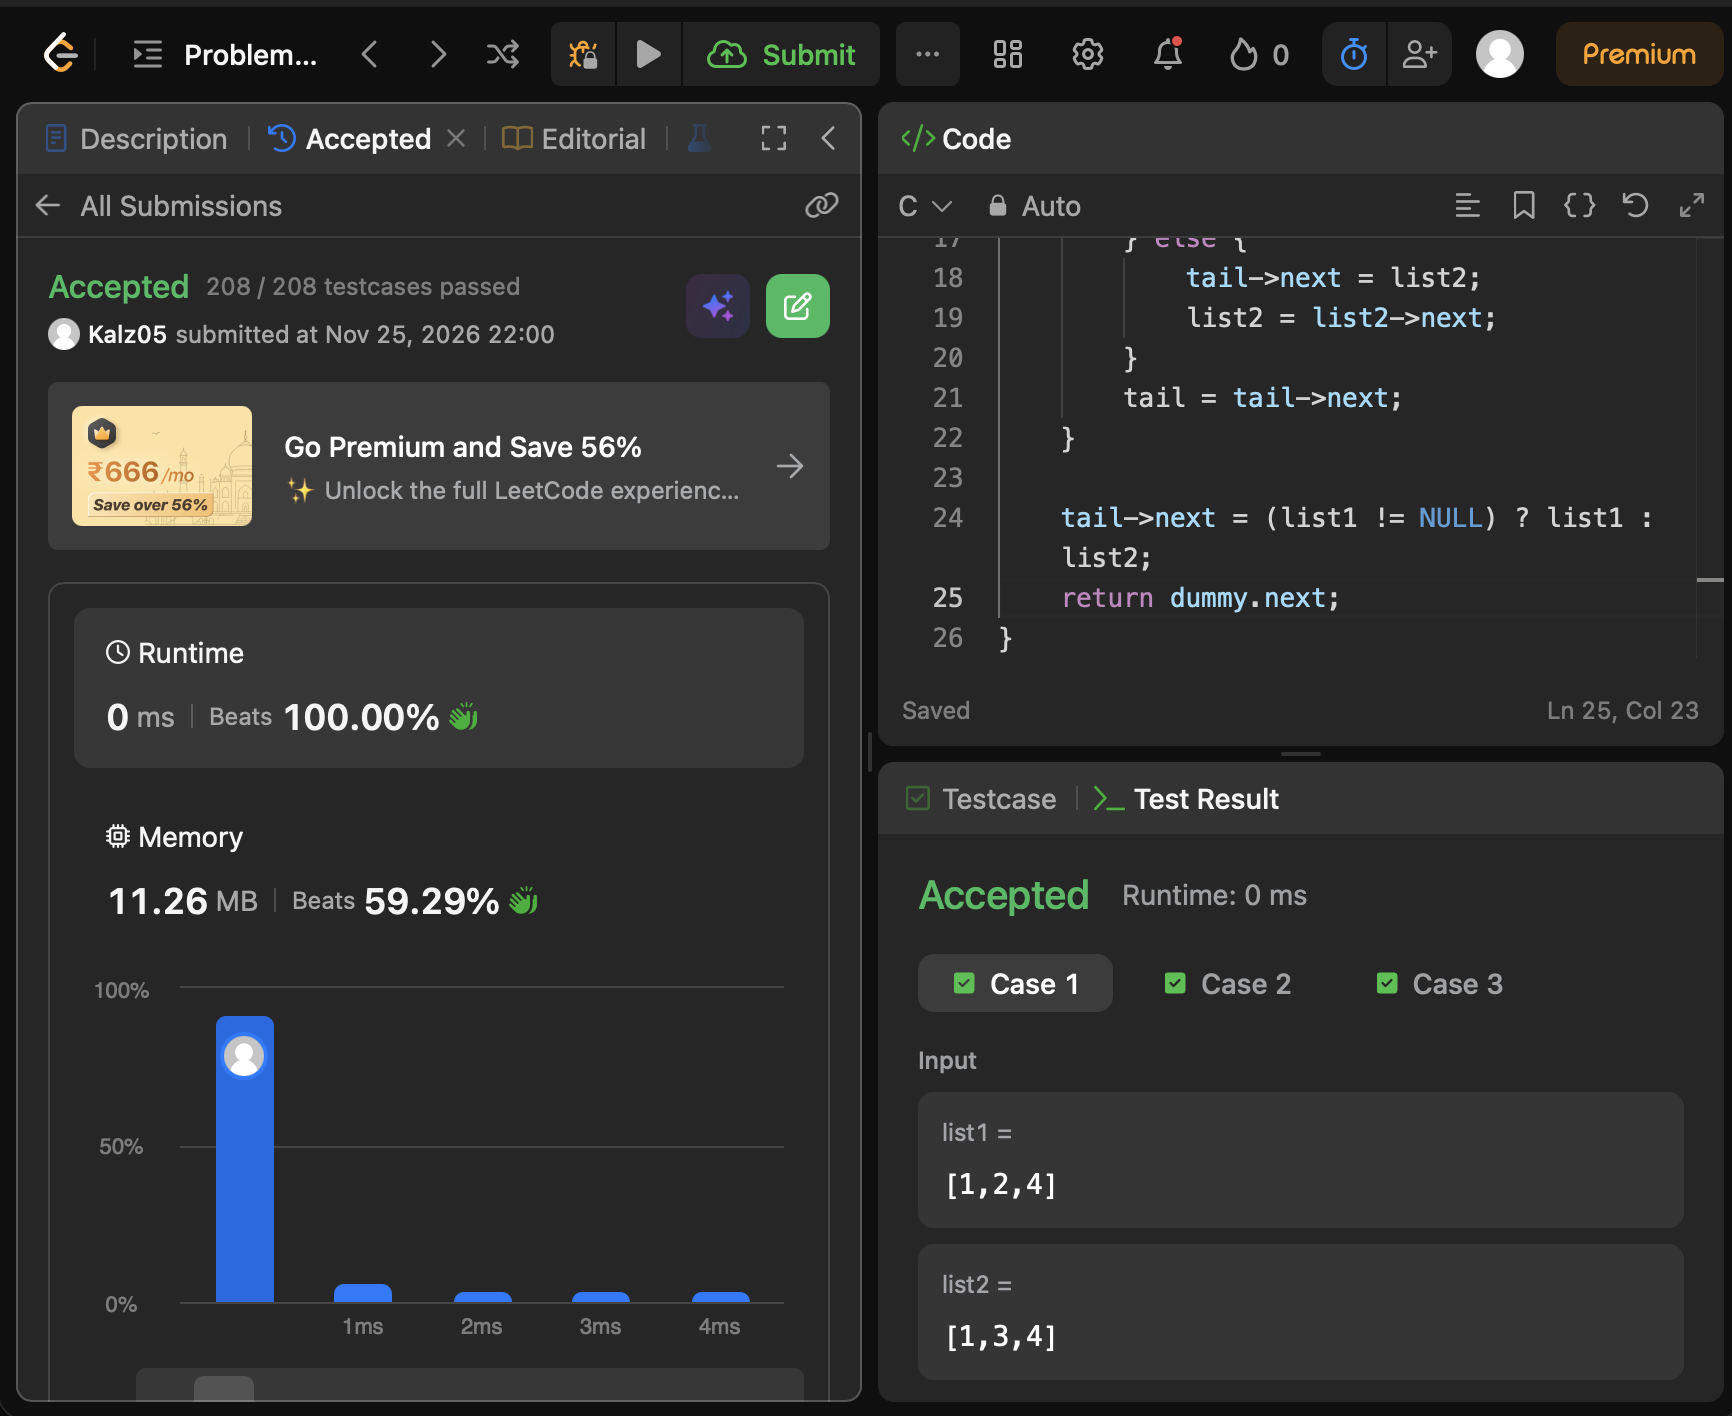 Problem...
Submit
0
Premium
Description
Accepted
Editorial
All Submissions
Accepted 208 / 208 testcases passed
Kalz05 submitted at Nov 25, 2026 22:00
₹666 /mo
Save over 56%
Go Premium and Save 56%
✨ Unlock the full LeetCode experienc...
Runtime
0 ms | Beats 100.00%
Memory
11.26 MB | Beats 59.29%
100%
50%
0%
1ms
2ms
3ms
4ms
</> Code
C
Auto
17 } else {
18 tail->next = list2;
19 list2 = list2->next;
20 }
21 tail = tail->next;
22 }
23
24 tail->next = (list1 != NULL) ? list1 :
list2;
25 return dummy.next;
26 }
Saved
Ln 25, Col 23
Testcase
Test Result
Accepted Runtime: 0 ms
Case 1
Case 2
Case 3
Input
list1 =
[1,2,4]
list2 =
[1,3,4]